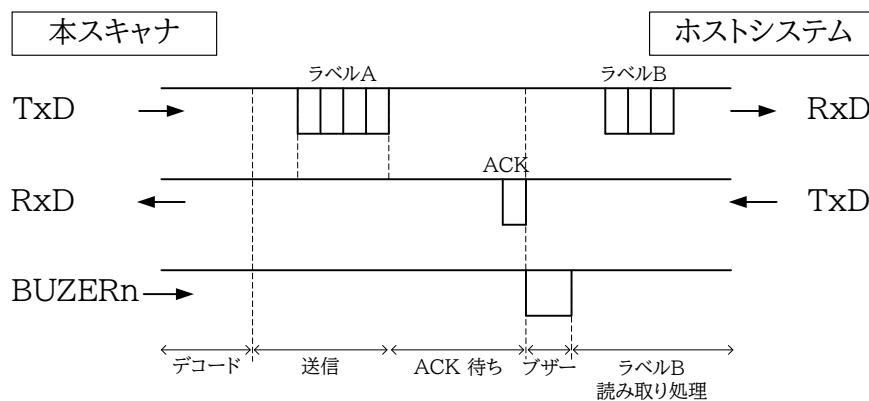 本スキャナ
ホストシステム
ラベルA
ラベルB
TxD
RxD
ACK
RxD
TxD
BUZERn
デコード
送信
ACK 待ち
ブザー
ラベルB
読み取り処理